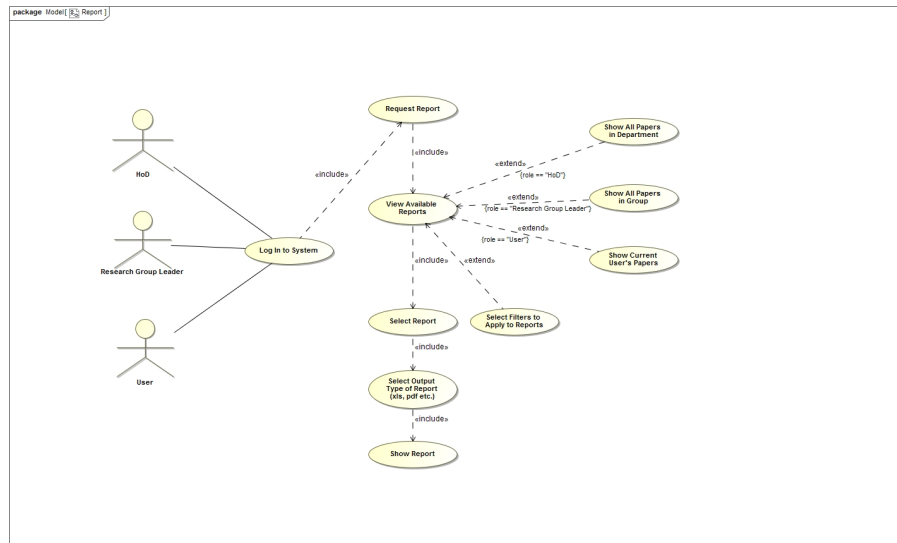 package Model[ Report ]
Request Report
Show All Papers
in Department
«include»
«extend»
{role == "HoD"}
HoD
«include»
Show All Papers
in Group
«extend»
{role == "Research Group Leader"}
View Available
Reports
«extend»
{role == "User"}
Log In to System
Research Group Leader
Show Current
User's Papers
«include»
«extend»
Select Report
Select Filters to
Apply to Reports
«include»
User
Select Output
Type of Report
(xls, pdf etc.)
«include»
Show Report